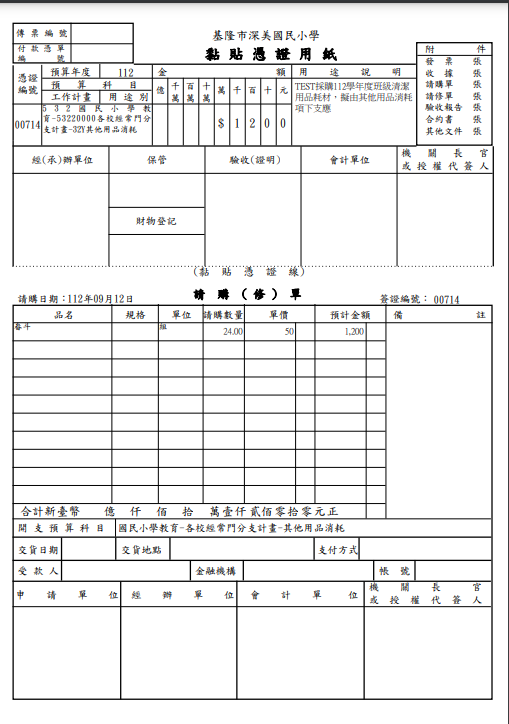 傳票編號
付款憑單編號
基隆市深美國民小學
黏貼憑證用紙
附件
發票 張
收據 張
請購單 張
請修單 張
驗收報告 張
合約書 張
其他文件 張
憑證編號 預算年度 112 金額 用途說明
預算科目 億 千萬 百萬 十萬 萬 千 百 十 元
工作計畫 用途別
00714 532國民小學教育-53220000各校經常門分支計畫-32Y其他用品消耗 $ 1 2 0 0
TEST採購112學年度班級清潔用品耗材，擬由其他用品消耗項下支應
經(承)辦單位 保管 驗收(證明) 會計單位 機關長官或授權代簽人
財物登記
(黏貼憑證線)
請購(修)單
請購日期:112年09月12日 簽證編號: 00714
品名 規格 單位 請購數量 單價 預計金額 備註
畚斗 組 24.00 50 1,200
合計新臺幣 億 仟 佰 拾 萬壹仟貳佰零拾零元正
開支預算科目 國民小學教育-各校經常門分支計畫-其他用品消耗
交貨日期 交貨地點 支付方式
受款人 金融機構 帳號
申請單位 經辦單位 會計單位 機關長官或授權代簽人